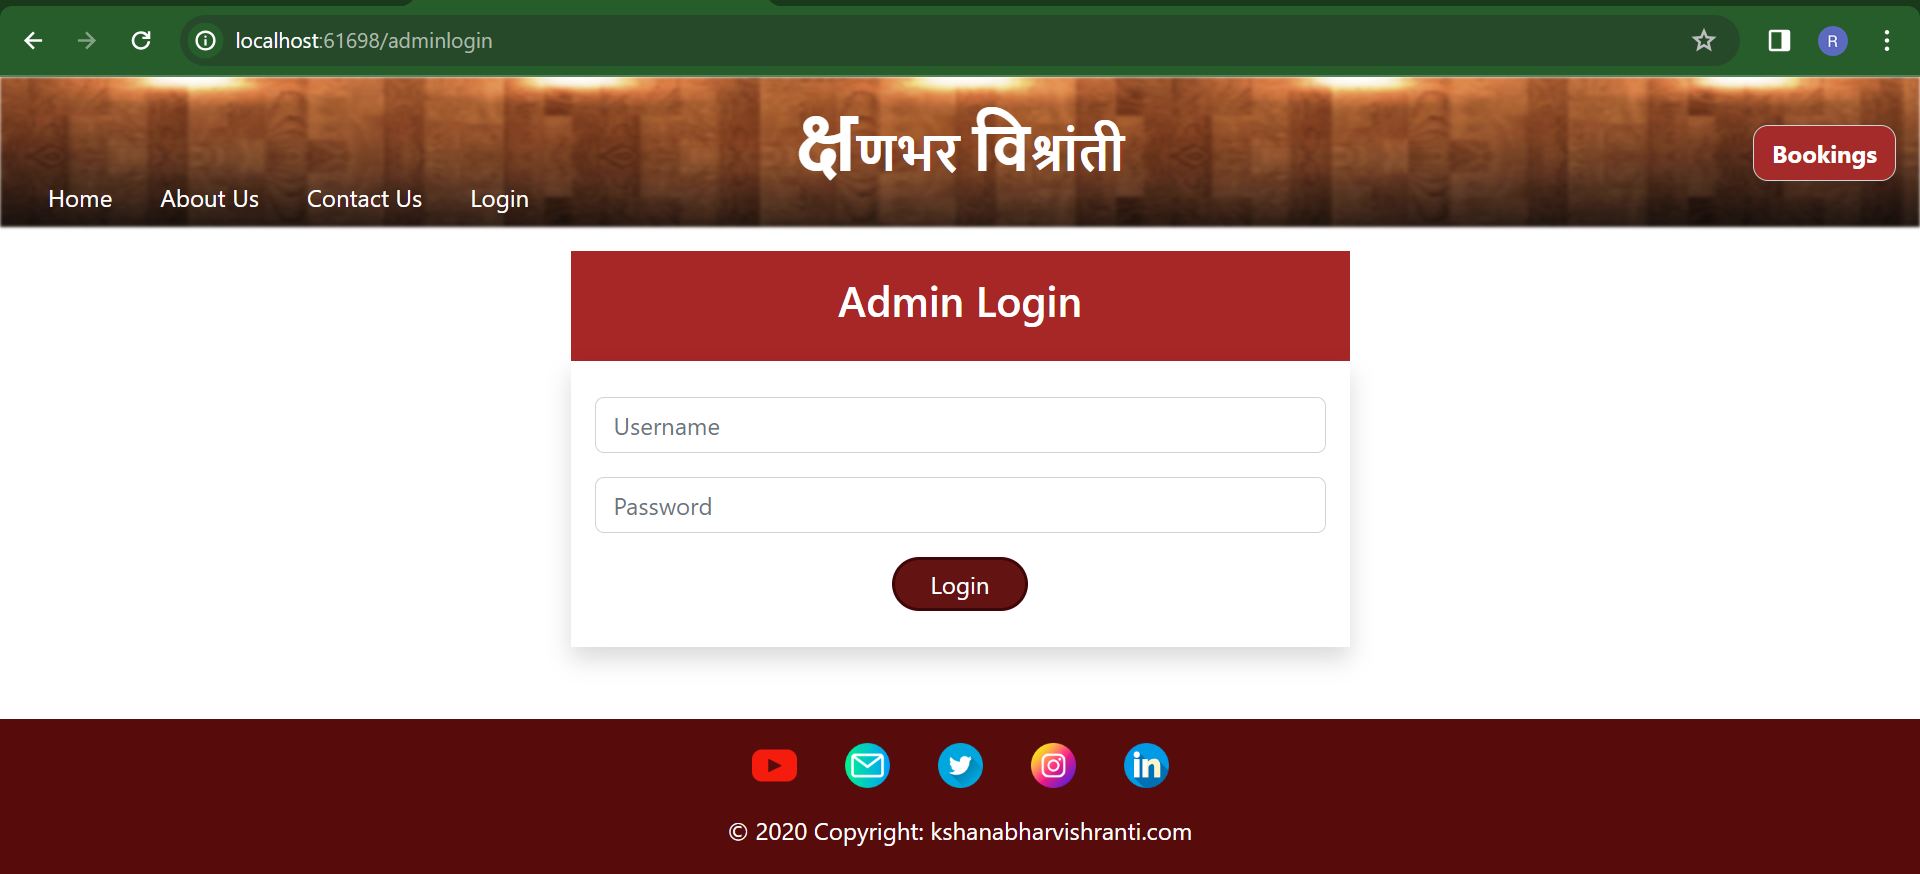 localhost:61698/adminlogin
R
क्षणभर विश्रांती
Bookings
Home About Us Contact Us Login
Admin Login
Username
Password
Login
in
© 2020 Copyright: kshanabharvishranti.com